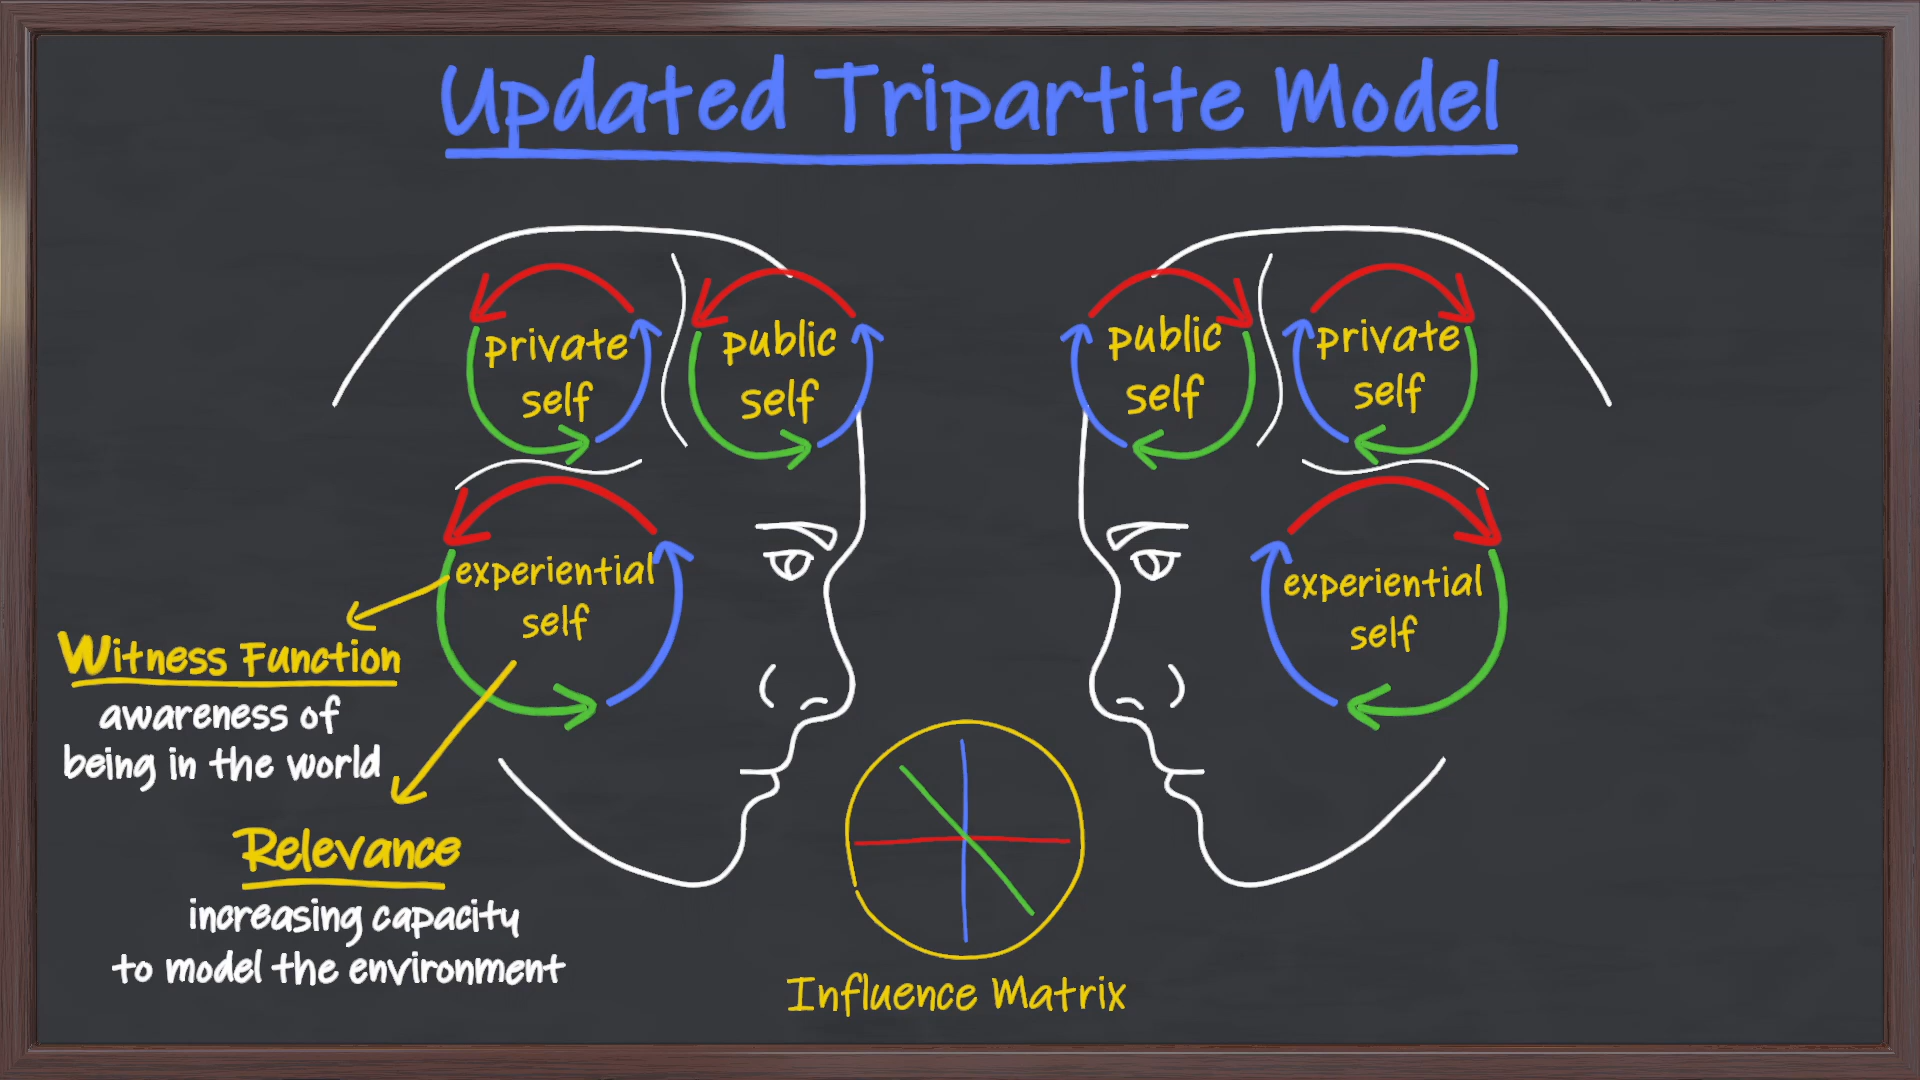 Updated Tripartite Model
private
self
public
self
public
self
private
self
experiential
self
experiential
self
Witness Function
awareness of
being in the world
Relevance
increasing capacity
to model the environment
Influence Matrix